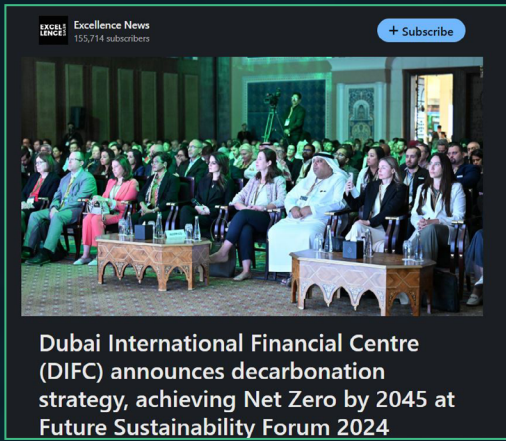 EXCEL
LENCE
Excellence News
155,714 subscribers
+ Subscribe
Dubai International Financial Centre
(DIFC) announces decarbonation
strategy, achieving Net Zero by 2045 at
Future Sustainability Forum 2024